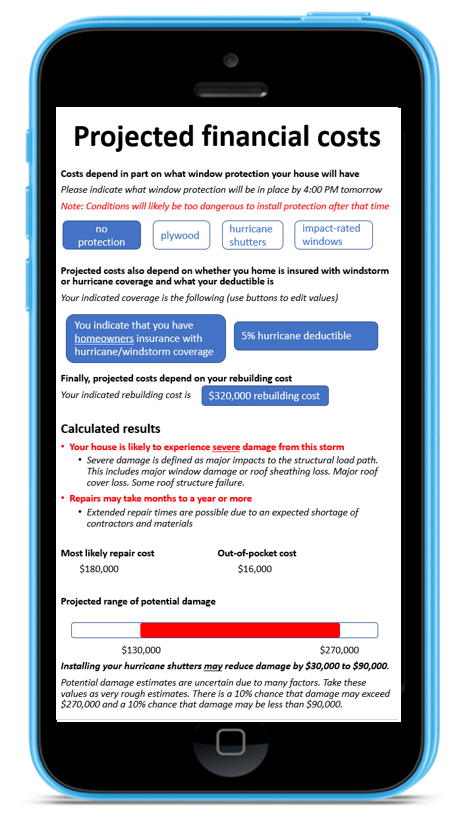 Projected financial costs
Costs depend in part on what window protection your house will have
Please indicate what window protection will be in place by 4:00 PM tomorrow
Note: Conditions will likely be too dangerous to install protection after that time
no
protection
plywood
hurricane
shutters
impact-rated
windows
Projected costs also depend on whether you home is insured with windstorm
or hurricane coverage and what your deductible is
Your indicated coverage is the following (use buttons to edit values)
You indicate that you have
homeowners insurance with
hurricane/windstorm coverage
5% hurricane deductible
Finally, projected costs depend on your rebuilding cost
Your indicated rebuilding cost is
$320,000 rebuilding cost
Calculated results
• Your house is likely to experience severe damage from this storm
• Severe damage is defined as major impacts to the structural load path.
This includes major window damage or roof sheathing loss. Major roof
cover loss. Some roof structure failure.
• Repairs may take months to a year or more
• Extended repair times are possible due to an expected shortage of
contractors and materials
Most likely repair cost
Out-of-pocket cost
$180,000
$16,000
Projected range of potential damage
$130,000
$270,000
Installing your hurricane shutters may reduce damage by $30,000 to $90,000.
Potential damage estimates are uncertain due to many factors. Take these
values as very rough estimates. There is a 10% chance that damage may exceed
$270,000 and a 10% chance that damage may be less than $90,000.